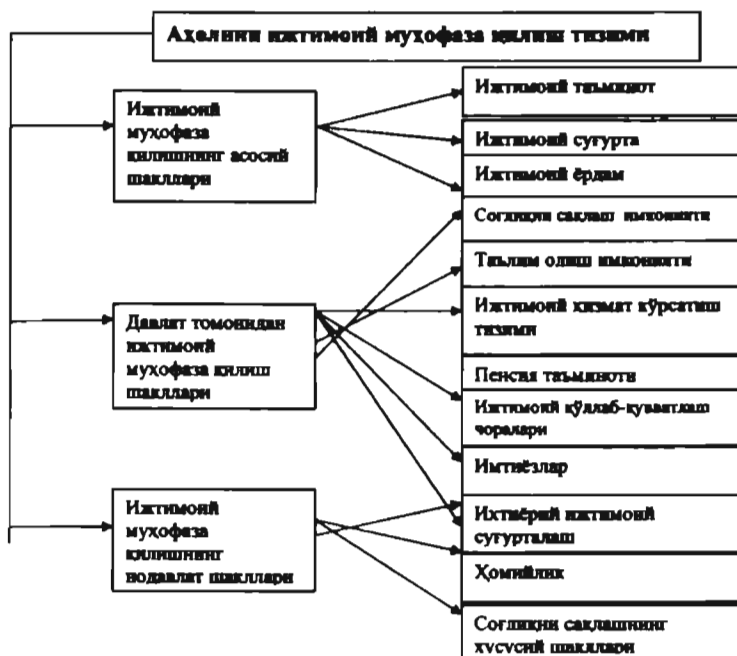 Аҳолини ижтимоий муҳофаза қилиш тизими
Ижтимоий
муҳофаза
қилишнинг асосий
шакллари
Ижтимоий таъминот
Ижтимоий суғурта
Ижтимоий ёрдам
Соғлиқни сақлаш имконияти
Таълим олиш имконияти
Давлат томонидан
ижтимоий
муҳофаза қилиш
шакллари
Ижтимоий хизмат кўрсатиш
тизими
Пенсия таъминоти
Ижтимоий қўллаб-қувватлаш
чоралари
Имтиёзлар
Ижтимоий
муҳофаза
қилишнинг
нодавлат шакллари
Ихтиёрий ижтимоий
суғурталаш
Ҳомийлик
Соғлиқни сақлашнинг
хусусий шакллари